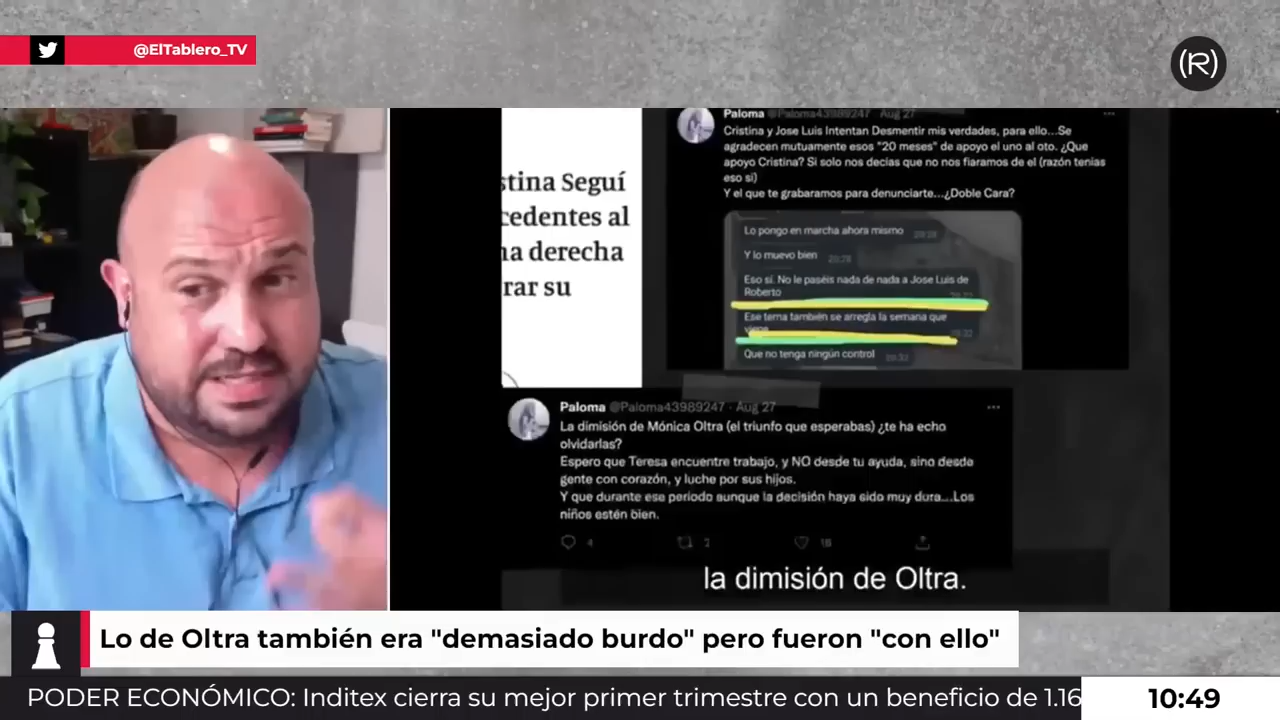 @ElTablero_TV
(R)
stina Seguí
cedentes al
na derecha
rar su
Paloma @Paloma43989247 · Aug 27
Cristina y Jose Luis Intentan Desmentir mis verdades, para ello...Se
agradecen mutuamente esos "20 meses" de apoyo el uno al oto. ¿Que
apoyo Cristina? Si solo nos decias que no nos fiaramos de el (razón tenias
eso si)
Y el que te grabaramos para denunciarte...¿Doble Cara?
Lo pongo en marcha ahora mismo
Y lo muevo bien
Eso sí. No le paséis nada de nada a Jose Luis de
Roberto
Ese tema también se arregla la semana que
viene
Que no tenga ningún control
Paloma @Paloma43989247 · Aug 27
La dimisión de Mónica Oltra (el triunfo que esperabas) ¿te ha echo
olvidarlas?
Espero que Teresa encuentre trabajo, y NO desde tu ayuda, sino desde
gente con corazón, y luche por sus hijos.
Y que durante ese periodo aunque la decisión haya sido muy dura...Los
niños estén bien.
4 2 18
la dimisión de Oltra.
Lo de Oltra también era "demasiado burdo" pero fueron "con ello"
PODER ECONÓMICO: Inditex cierra su mejor primer trimestre con un beneficio de 1.16
10:49